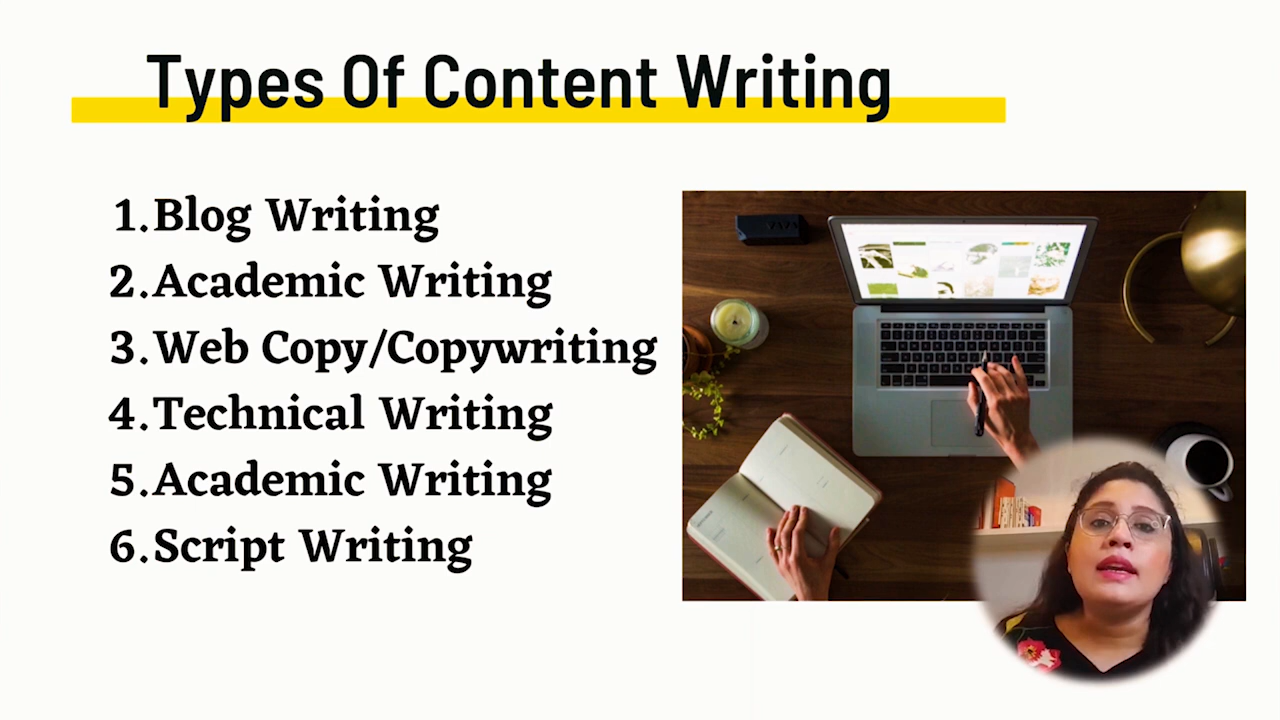 Types Of Content Writing
1. Blog Writing
2. Academic Writing
3. Web Copy/Copywriting
4. Technical Writing
5. Academic Writing
6. Script Writing